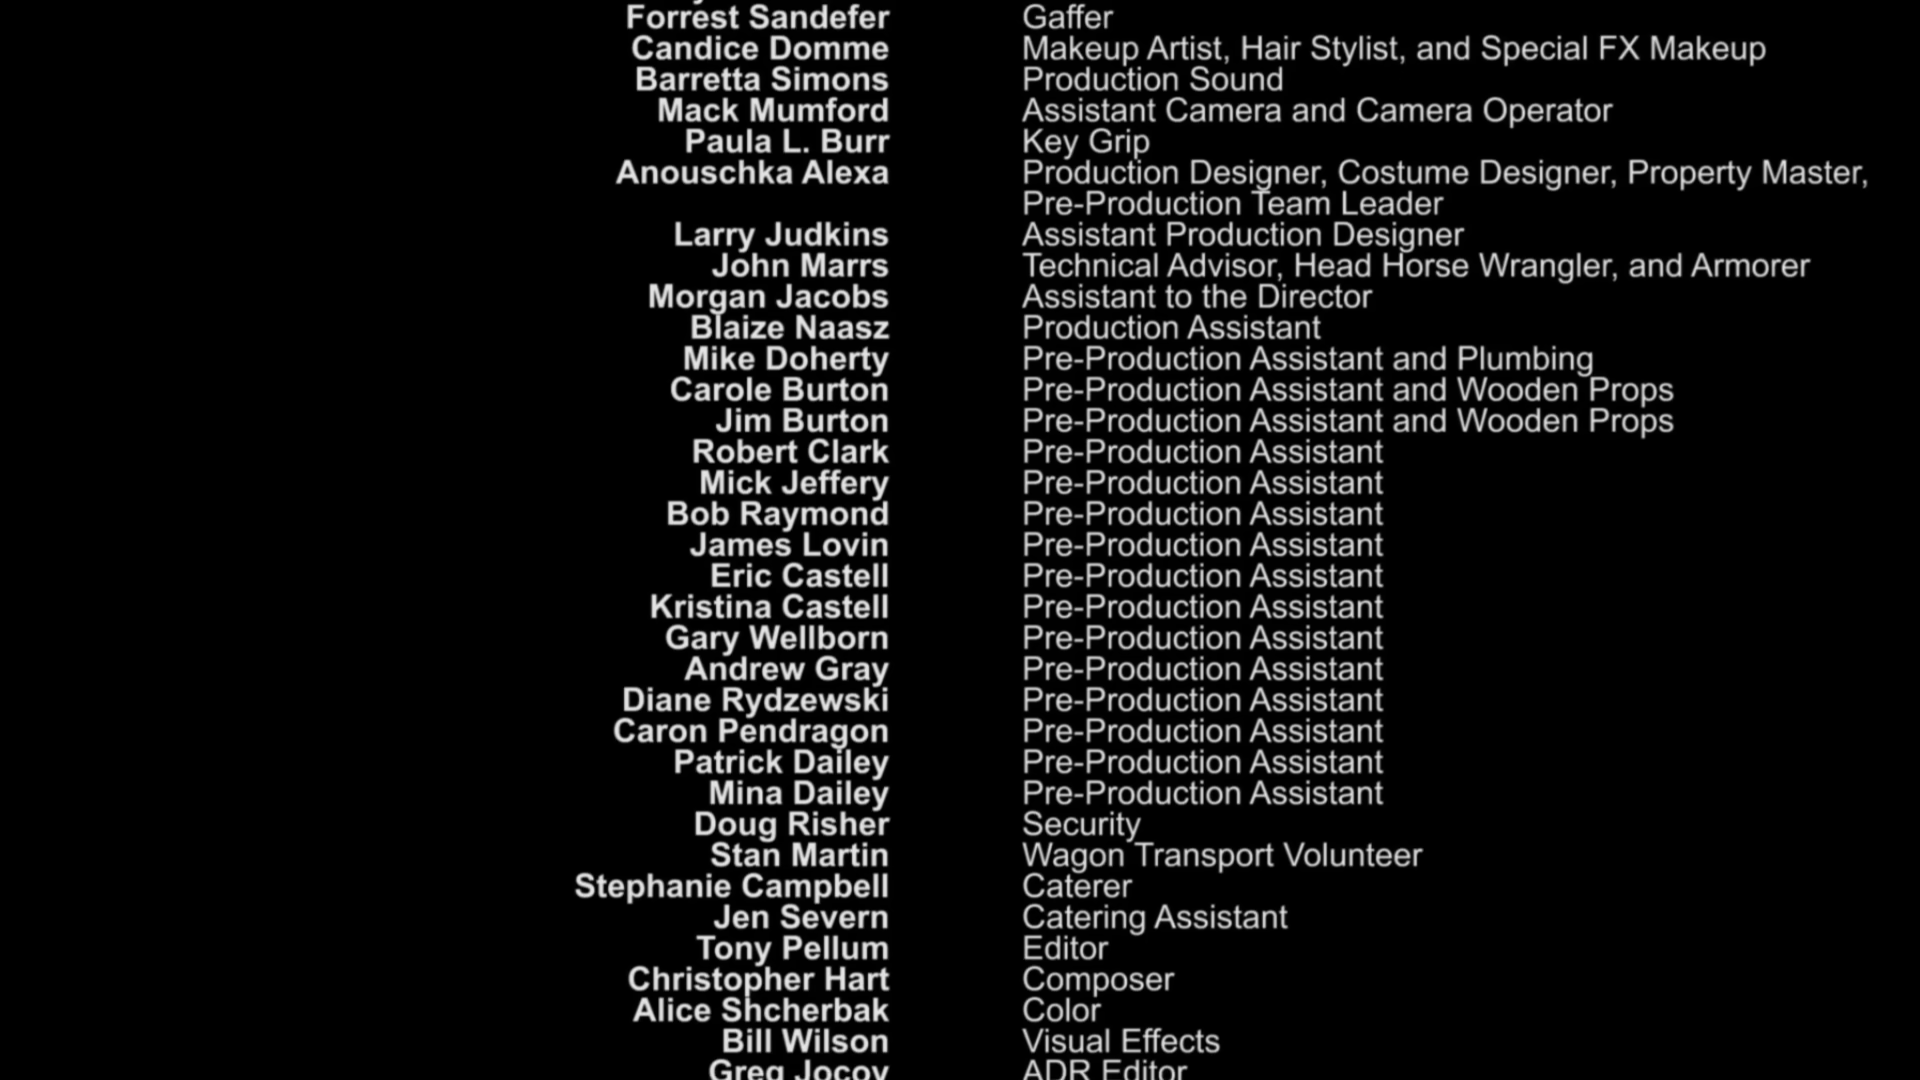 Forrest Sandefer Gaffer
Candice Domme Makeup Artist, Hair Stylist, and Special FX Makeup
Barretta Simons Production Sound
Mack Mumford Assistant Camera and Camera Operator
Paula L. Burr Key Grip
Anouschka Alexa Production Designer, Costume Designer, Property Master,
Pre-Production Team Leader
Larry Judkins Assistant Production Designer
John Marrs Technical Advisor, Head Horse Wrangler, and Armorer
Morgan Jacobs Assistant to the Director
Blaize Naasz Production Assistant
Mike Doherty Pre-Production Assistant and Plumbing
Carole Burton Pre-Production Assistant and Wooden Props
Jim Burton Pre-Production Assistant and Wooden Props
Robert Clark Pre-Production Assistant
Mick Jeffery Pre-Production Assistant
Bob Raymond Pre-Production Assistant
James Lovin Pre-Production Assistant
Eric Castell Pre-Production Assistant
Kristina Castell Pre-Production Assistant
Gary Wellborn Pre-Production Assistant
Andrew Gray Pre-Production Assistant
Diane Rydzewski Pre-Production Assistant
Caron Pendragon Pre-Production Assistant
Patrick Dailey Pre-Production Assistant
Mina Dailey Pre-Production Assistant
Doug Risher Security
Stan Martin Wagon Transport Volunteer
Stephanie Campbell Caterer
Jen Severn Catering Assistant
Tony Pellum Editor
Christopher Hart Composer
Alice Shcherbak Color
Bill Wilson Visual Effects
Greg Jocoy ADR Editor